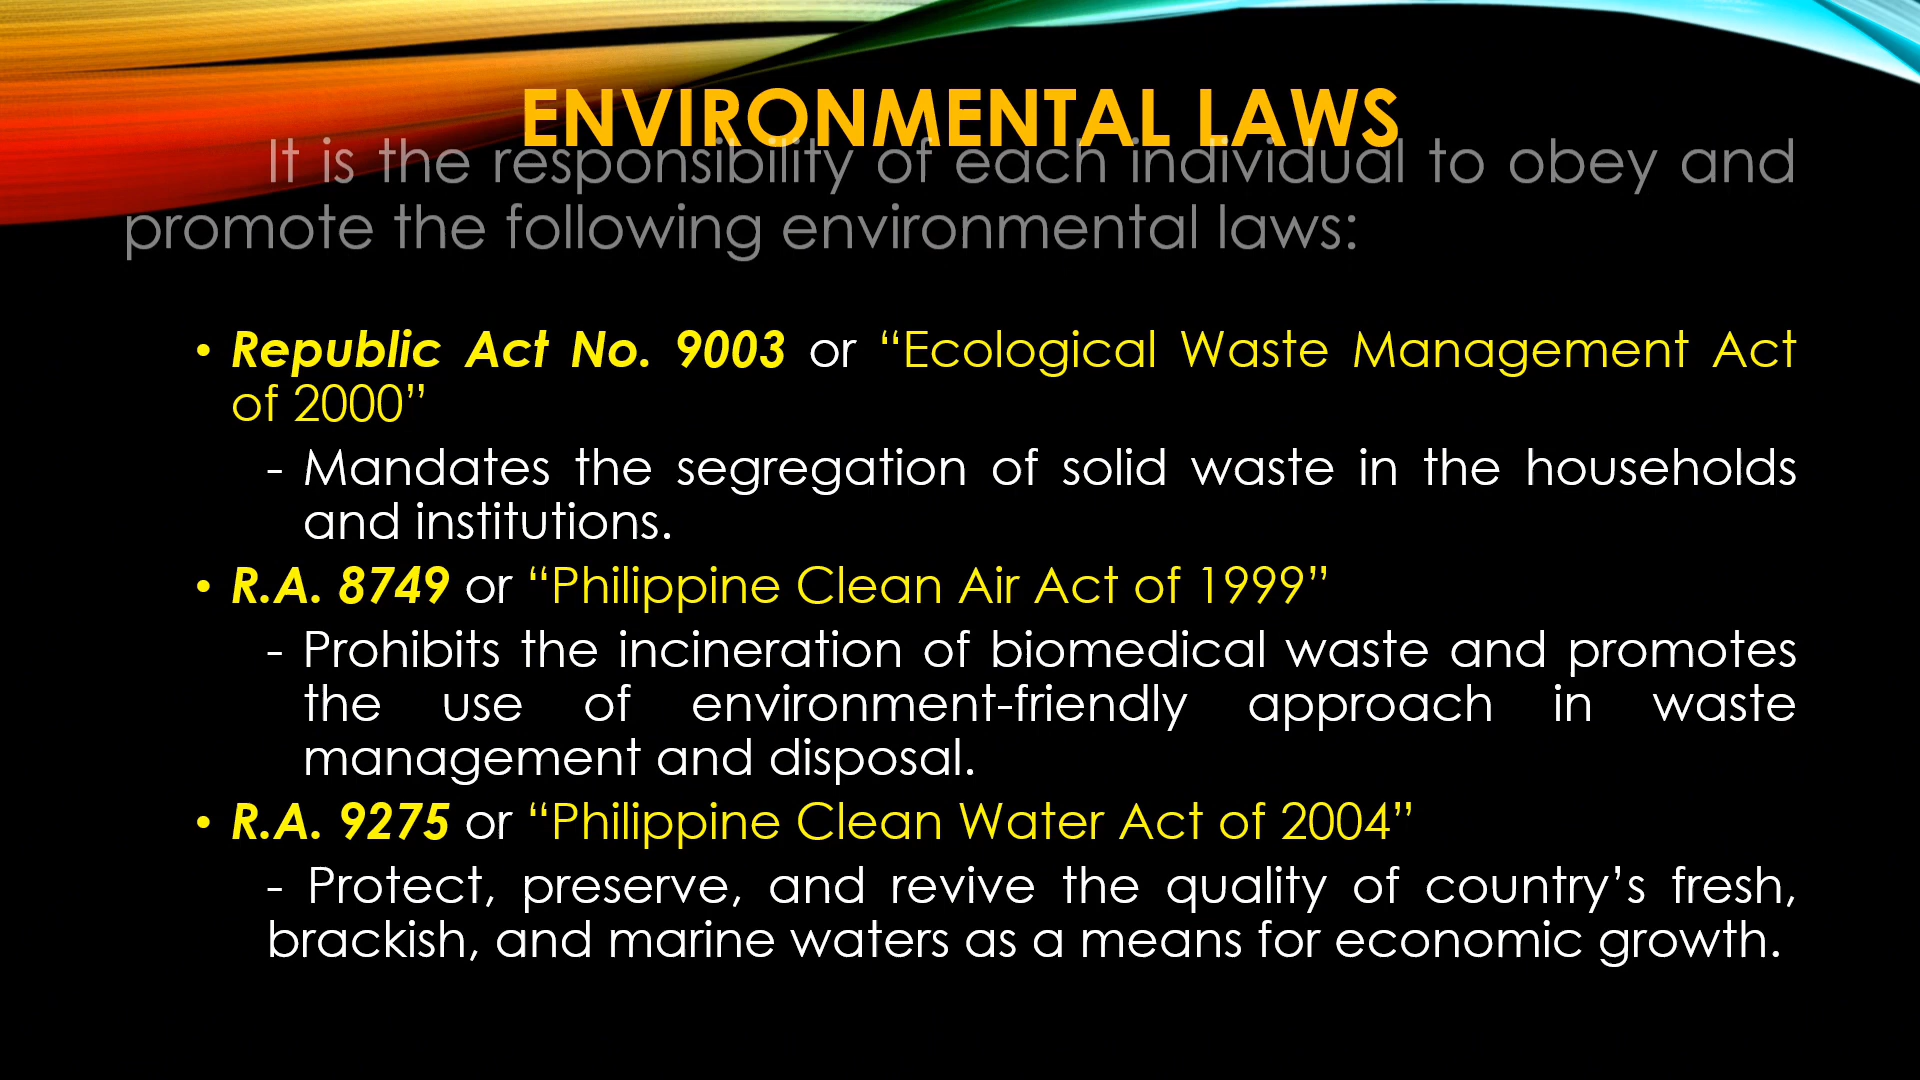 ENVIRONMENTAL LAWS
It is the responsibility of each individual to obey and
promote the following environmental laws:
• Republic Act No. 9003 or “Ecological Waste Management Act
of 2000”
- Mandates the segregation of solid waste in the households
and institutions.
• R.A. 8749 or “Philippine Clean Air Act of 1999”
- Prohibits the incineration of biomedical waste and promotes
the use of environment-friendly approach in waste
management and disposal.
• R.A. 9275 or “Philippine Clean Water Act of 2004”
- Protect, preserve, and revive the quality of country’s fresh,
brackish, and marine waters as a means for economic growth.